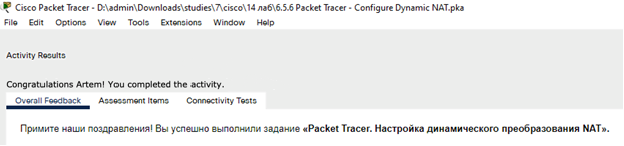 Cisco Packet Tracer - D:\admin\Downloads\studies\7\cisco\14 лаб\6.5.6 Packet Tracer - Configure Dynamic NAT.pka
File Edit Options View Tools Extensions Window Help
Activity Results
Congratulations Artem! You completed the activity.
Overall Feedback Assessment Items Connectivity Tests
Примите наши поздравления! Вы успешно выполнили задание «Packet Tracer. Настройка динамического преобразования NAT».